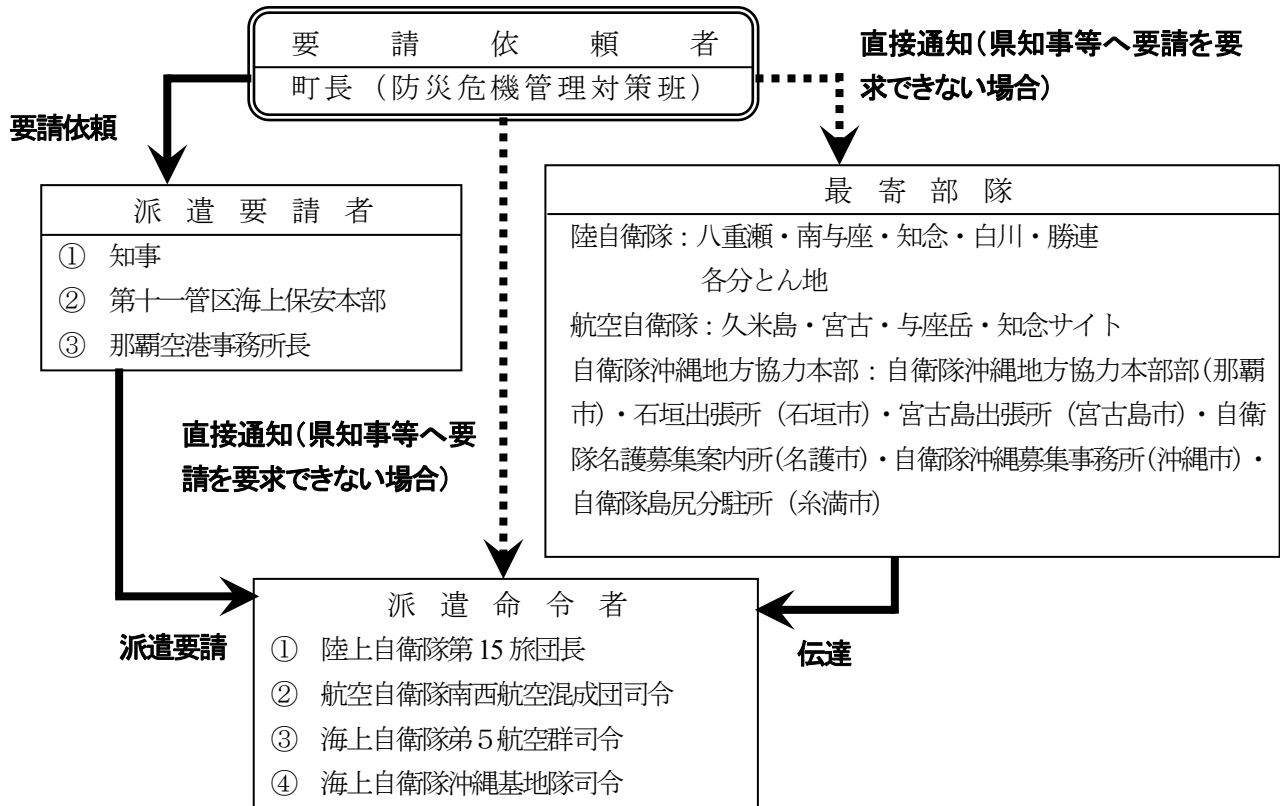 要請依頼者
町長（防災危機管理対策班）
直接通知（県知事等へ要請を要
求できない場合）
要請依頼
派遣要請者
① 知事
② 第十一管区海上保安本部
③ 那覇空港事務所長
最寄部隊
陸自衛隊：八重瀬・南与座・知念・白川・勝連
各分とん地
航空自衛隊：久米島・宮古・与座岳・知念サイト
自衛隊沖縄地方協力本部：自衛隊沖縄地方協力本部部（那覇
市）・石垣出張所（石垣市）・宮古島出張所（宮古島市）・自衛
隊名護募集案内所（名護市）・自衛隊沖縄募集事務所（沖縄市）・
自衛隊島尻分駐所（糸満市）
直接通知（県知事等へ要
請を要求できない場合）
派遣要請
派遣命令者
① 陸上自衛隊第15旅団長
② 航空自衛隊南西航空混成団司令
③ 海上自衛隊弟５航空群司令
④ 海上自衛隊沖縄基地隊司令
伝達